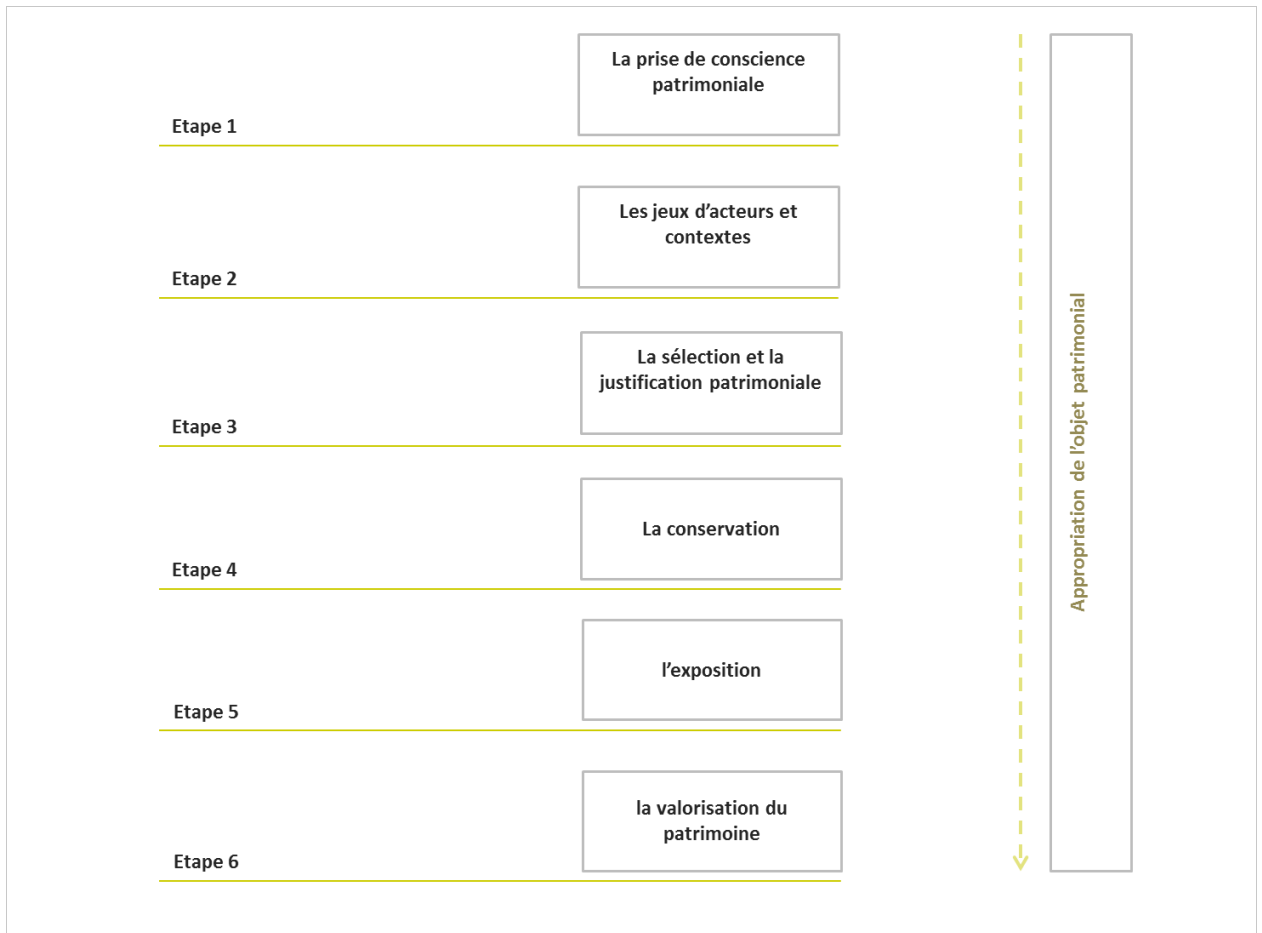 La prise de conscience
patrimoniale
Etape 1
Les jeux d’acteurs et
contextes
Etape 2
La sélection et la
justification patrimoniale
Etape 3
La conservation
Etape 4
l’exposition
Etape 5
la valorisation du
patrimoine
Etape 6
Appropriation de l’objet patrimonial